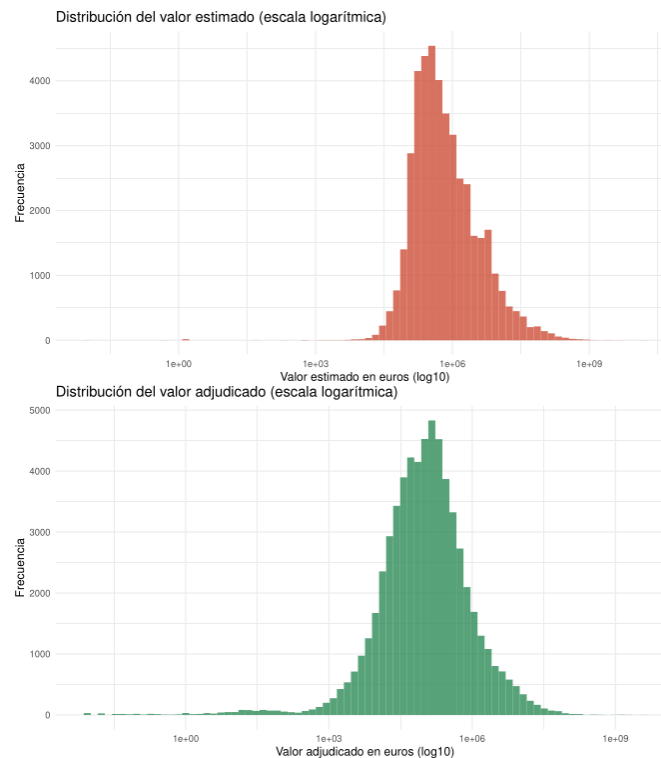 Distribución del valor estimado (escala logarítmica)
4000
3000
2000
1000
0
Frecuencia
1e+00 1e+03 1e+06 1e+09
Valor estimado en euros (log10)
Distribución del valor adjudicado (escala logarítmica)
5000
4000
3000
2000
1000
0
Frecuencia
1e+00 1e+03 1e+06 1e+09
Valor adjudicado en euros (log10)